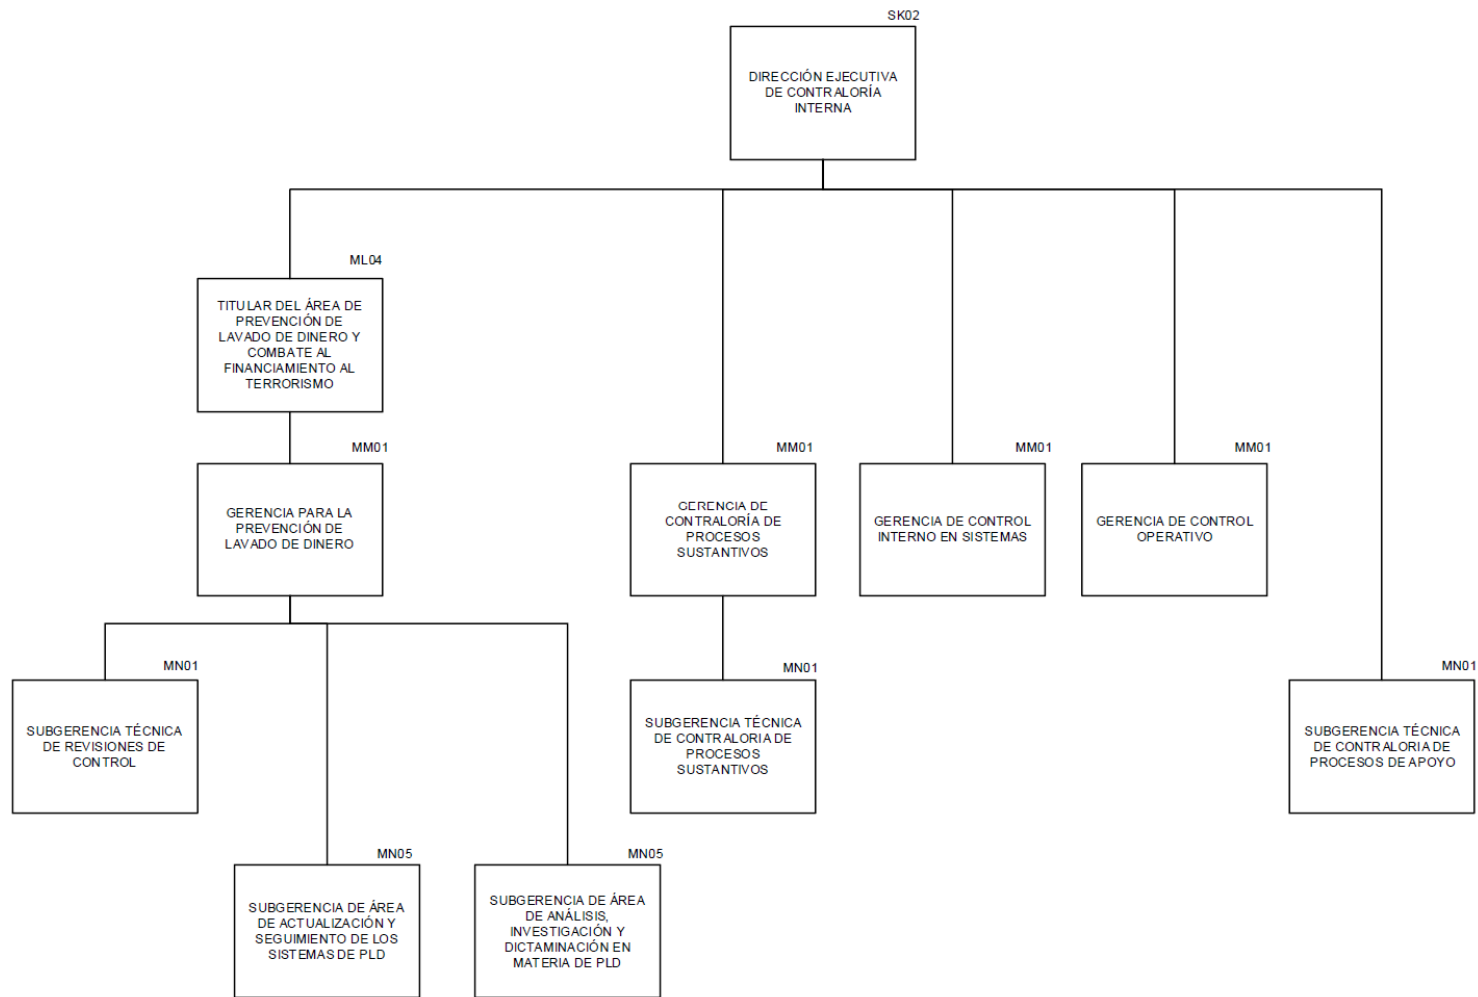 SK02
DIRECCIÓN EJECUTIVA
DE CONTRALORÍA
INTERNA
ML04
TITULAR DEL ÁREA DE
PREVENCIÓN DE
LAVADO DE DINERO Y
COMBATE AL
FINANCIAMIENTO AL
TERRORISMO
MM01
GERENCIA PARA LA
PREVENCIÓN DE
LAVADO DE DINERO
MM01
GERENCIA DE
CONTRALORÍA DE
PROCESOS
SUSTANTIVOS
MM01
GERENCIA DE CONTROL
INTERNO EN SISTEMAS
MM01
GERENCIA DE CONTROL
OPERATIVO
MN01
SUBGERENCIA TÉCNICA
DE REVISIONES DE
CONTROL
MN01
SUBGERENCIA TÉCNICA
DE CONTRALORIA DE
PROCESOS
SUSTANTIVOS
MN01
SUBGERENCIA TÉCNICA
DE CONTRALORIA DE
PROCESOS DE APOYO
MN05
SUBGERENCIA DE ÁREA
DE ACTUALIZACIÓN Y
SEGUIMIENTO DE LOS
SISTEMAS DE PLD
MN05
SUBGERENCIA DE ÁREA
DE ANÁLISIS,
INVESTIGACIÓN Y
DICTAMINACIÓN EN
MATERIA DE PLD